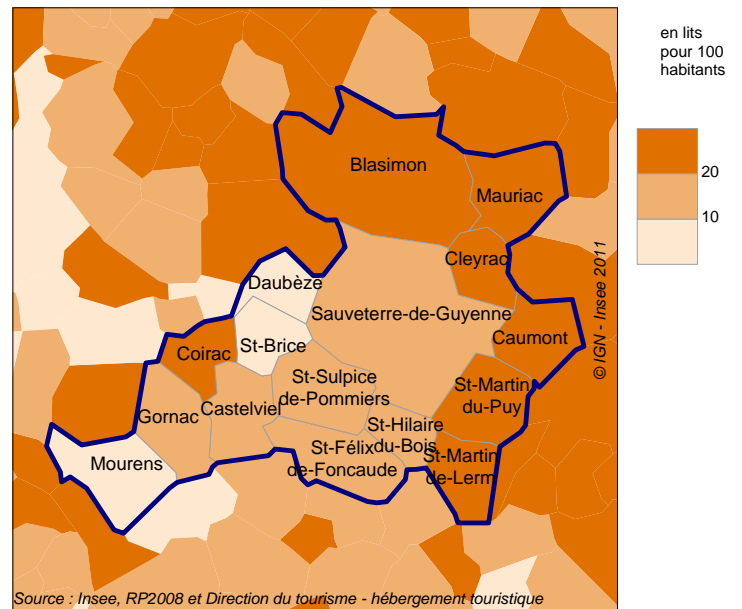 en lits
pour 100
habitants
20
10
Blasimon
Mauriac
Cleyrac
Daubèze
Sauveterre-de-Guyenne
Caumont
St-Brice
Coirac
St-Sulpice
de-Pommiers
St-Martin
du-Puy
Gornac
Castelviel
St-Hilaire
du-Bois
St-Félix
de-Foncaude
St-Martin
de-Lerm
Mourens
© IGN - Insee 2011
Source : Insee, RP2008 et Direction du tourisme - hébergement touristique